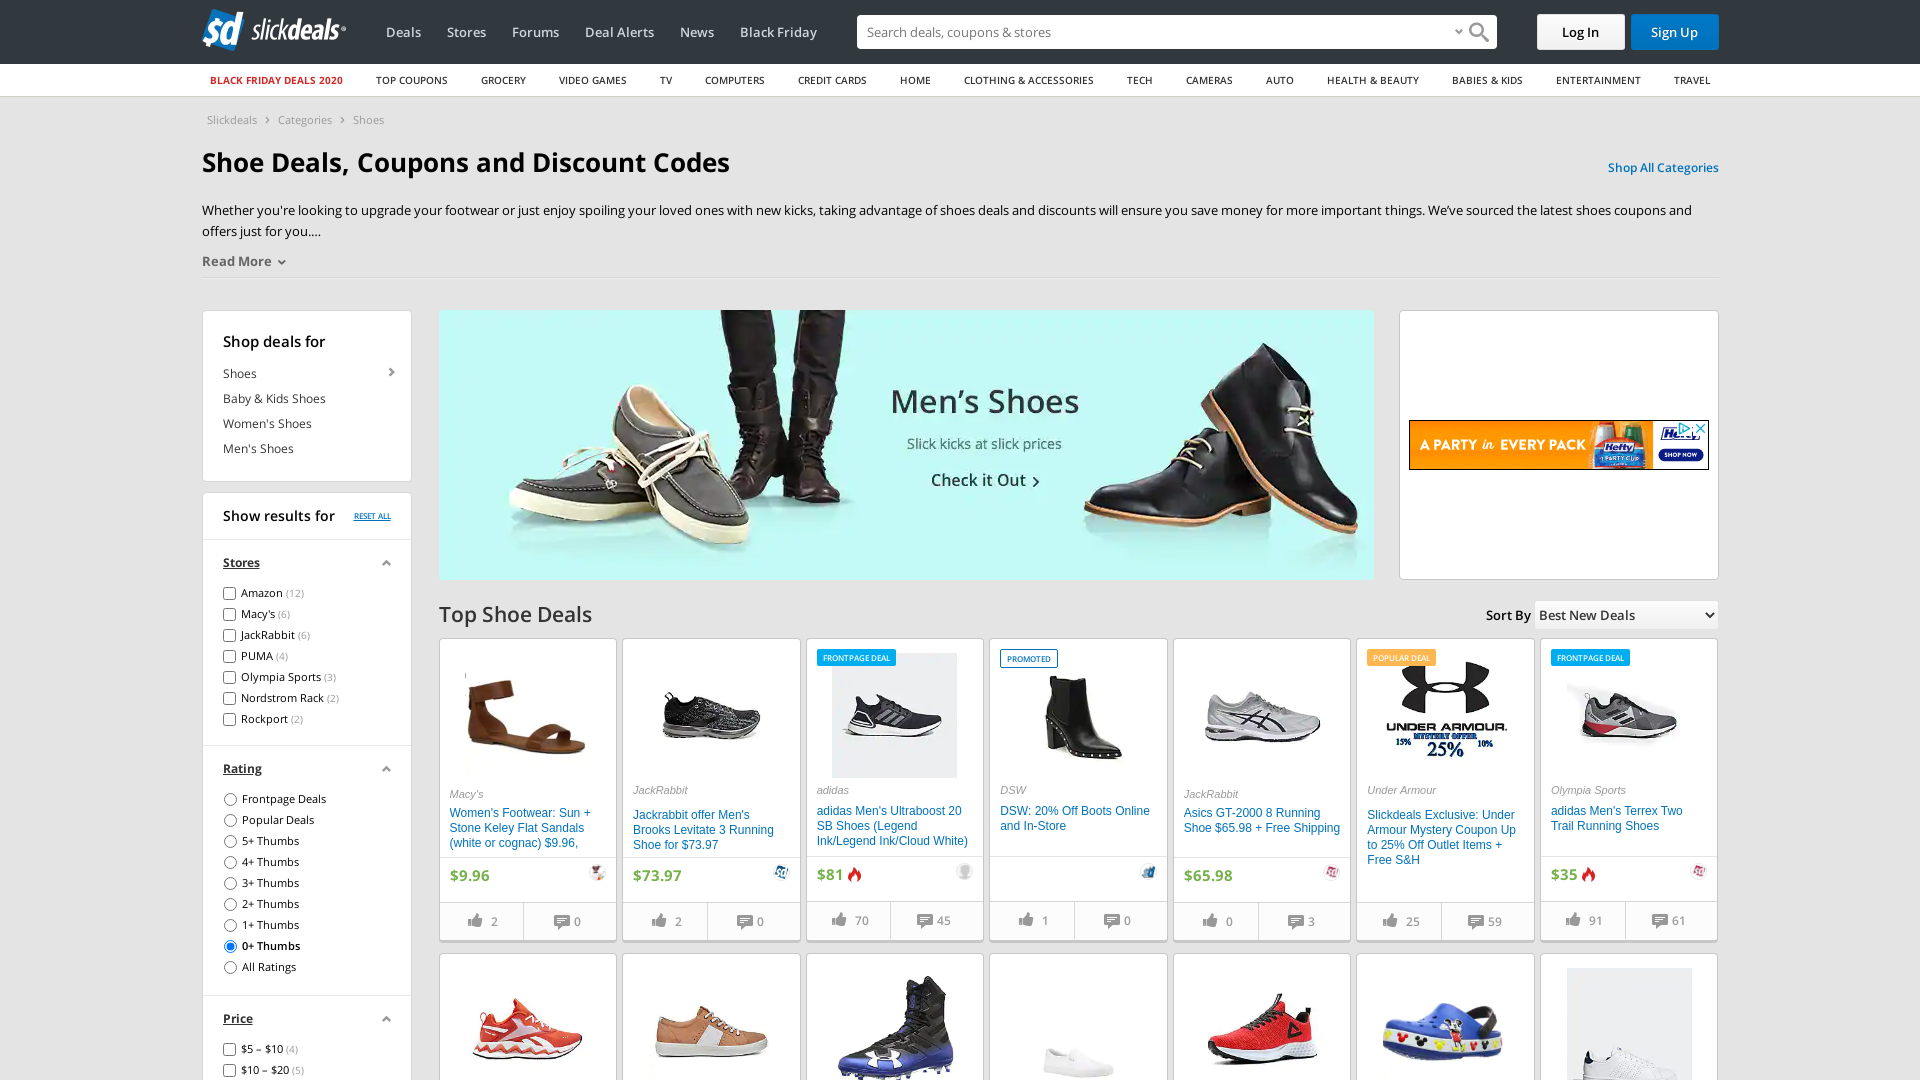 slickdeals
Deals
Stores
Forums
Deal Alerts
News
Black Friday
Search deals, coupons & stores
Log In
Sign Up
BLACK FRIDAY DEALS 2020
TOP COUPONS
GROCERY
VIDEO GAMES
TV
COMPUTERS
CREDIT CARDS
HOME
CLOTHING & ACCESSORIES
TECH
CAMERAS
AUTO
HEALTH & BEAUTY
BABIES & KIDS
ENTERTAINMENT
TRAVEL
Slickdeals
Categories
Shoes
Shoe Deals, Coupons and Discount Codes
Shop All Categories
Whether you're looking to upgrade your footwear or just enjoy spoiling your loved ones with new kicks, taking advantage of shoes deals and discounts will ensure you save money for more important things. We’ve sourced the latest shoes coupons and
offers just for you....
Read More
Shop deals for
Shoes
Baby & Kids Shoes
Women's Shoes
Men's Shoes
Show results for
RESET ALL
Stores
Amazon (12)
Macy's (6)
JackRabbit (6)
PUMA (4)
Olympia Sports (3)
Nordstrom Rack (2)
Rockport (2)
Rating
Frontpage Deals
Popular Deals
5+ Thumbs
4+ Thumbs
3+ Thumbs
2+ Thumbs
1+ Thumbs
0+ Thumbs
All Ratings
Price
$5 – $10 (4)
$10 – $20 (5)
Men’s Shoes
Slick kicks at slick prices
Check it Out
A PARTY in EVERY PACK
Hefty
PARTY CUP
Hefty
SHOP NOW
Top Shoe Deals
Sort By
Best New Deals
Macy's
Women's Footwear: Sun +
Stone Keley Flat Sandals
(white or cognac) $9.96,
$9.96
2
0
JackRabbit
Jackrabbit offer Men's
Brooks Levitate 3 Running
Shoe for $73.97
$73.97
2
0
FRONTPAGE DEAL
adidas
adidas Men's Ultraboost 20
SB Shoes (Legend
Ink/Legend Ink/Cloud White)
$81
70
45
PROMOTED
DSW
DSW: 20% Off Boots Online
and In-Store
1
0
JackRabbit
Asics GT-2000 8 Running
Shoe $65.98 + Free Shipping
$65.98
0
3
POPULAR DEAL
UNDER ARMOUR.
MYSTERY OFFER
15%
25%
10%
Under Armour
Slickdeals Exclusive: Under
Armour Mystery Coupon Up
to 25% Off Outlet Items +
Free S&H
25
59
FRONTPAGE DEAL
Olympia Sports
adidas Men's Terrex Two
Trail Running Shoes
$35
91
61